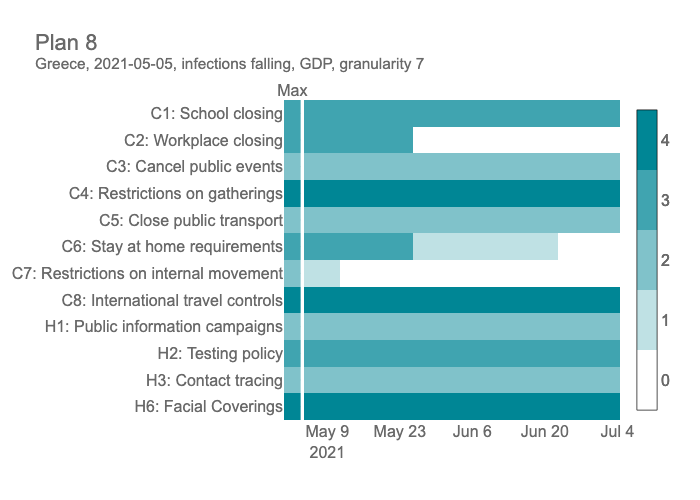 Plan 8
Greece, 2021-05-05, infections falling, GDP, granularity 7
Max
C1: School closing
C2: Workplace closing
C3: Cancel public events
C4: Restrictions on gatherings
C5: Close public transport
C6: Stay at home requirements
C7: Restrictions on internal movement
C8: International travel controls
H1: Public information campaigns
H2: Testing policy
H3: Contact tracing
H6: Facial Coverings
May 9 May 23 Jun 6 Jun 20 Jul 4
2021
4
3
2
1
0